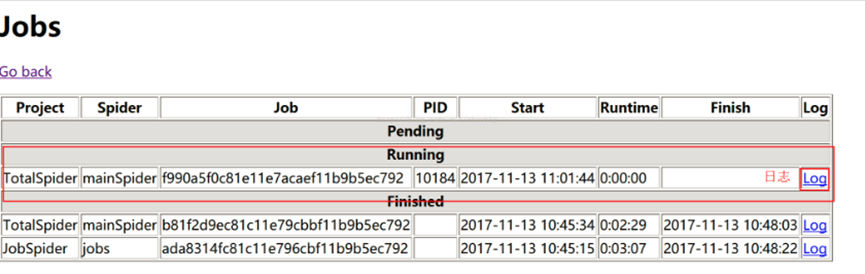 Jobs
Go back
Project Spider Job PID Start Runtime Finish Log
Pending
Running
TotalSpider mainSpider f990a5f0c81e11e7acaef11b9b5ec792 10184 2017-11-13 11:01:44 0:00:00 日志 Log
Finished
TotalSpider mainSpider b81f2d9ec81c11e79cbbf11b9b5ec792 2017-11-13 10:45:34 0:02:29 2017-11-13 10:48:03 Log
JobSpider jobs ada8314fc81c11e796cbf11b9b5ec792 2017-11-13 10:45:15 0:03:07 2017-11-13 10:48:22 Log